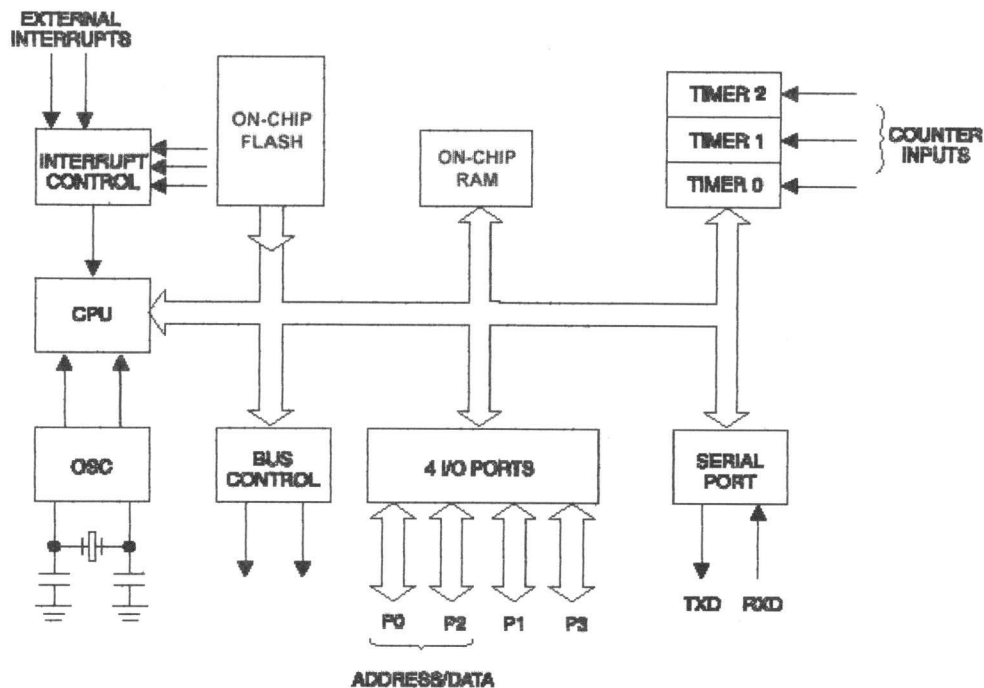 EXTERNAL
INTERRUPTS
ON-CHIP
FLASH
TIMER 2
TIMER 1
TIMER 0
COUNTER
INPUTS
INTERRUPT
CONTROL
ON-CHIP
RAM
CPU
OSC
BUS
CONTROL
4 I/O PORTS
SERIAL
PORT
P0 P2 P1 P3
TXD RXD
ADDRESS/DATA